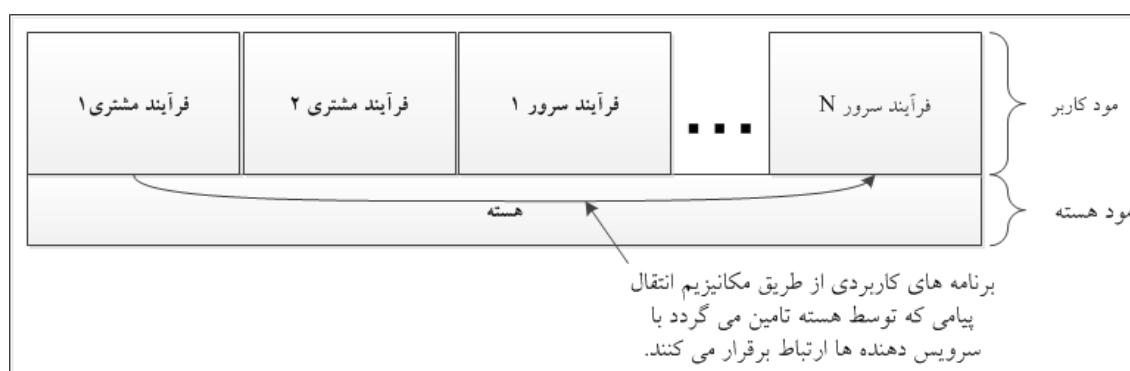 فرآیند مشتری۱
فرآیند مشتری ۲
فرآیند سرور ۱
...
فرآیند سرور N
مود کاربر
هسته
مود هسته
برنامه های کاربردی از طریق مکانیزیم انتقال
پیامی که توسط هسته تامین می گردد با
سرویس دهنده ها ارتباط برقرار می کنند.